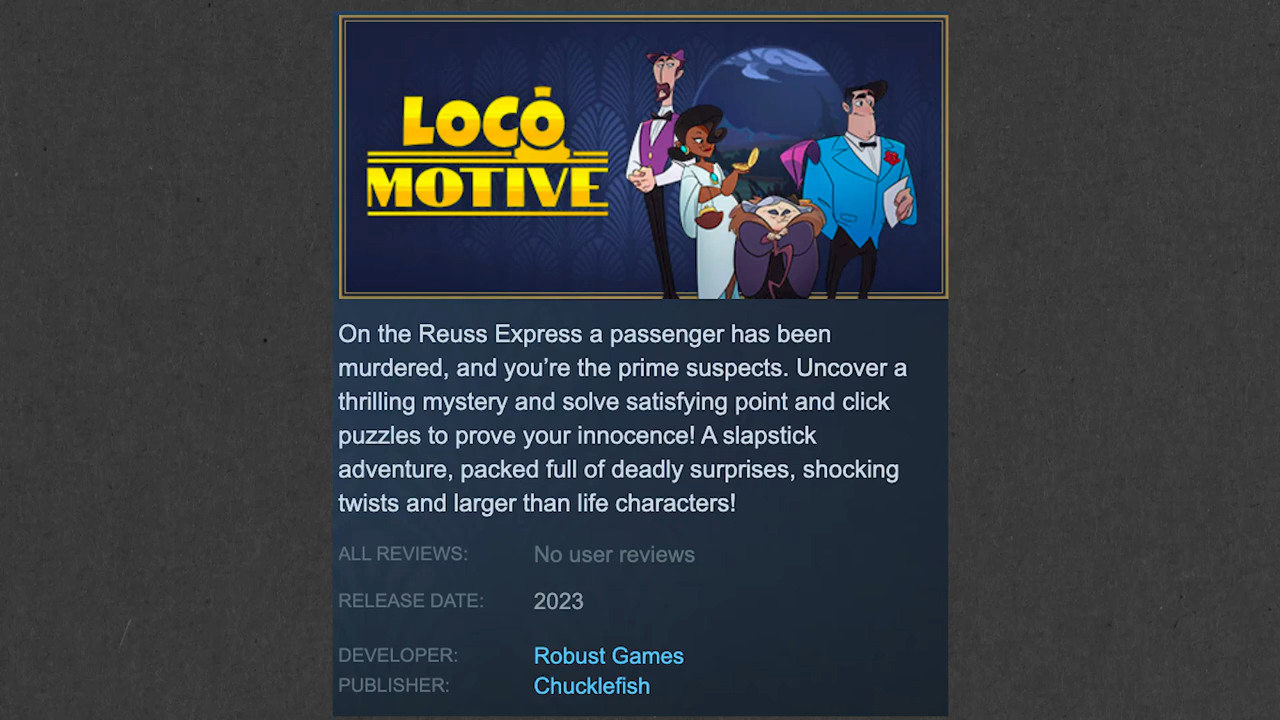 LOCO
MOTIVE
On the Reuss Express a passenger has been
murdered, and you’re the prime suspects. Uncover a
thrilling mystery and solve satisfying point and click
puzzles to prove your innocence! A slapstick
adventure, packed full of deadly surprises, shocking
twists and larger than life characters!
ALL REVIEWS: No user reviews
RELEASE DATE: 2023
DEVELOPER: Robust Games
PUBLISHER: Chucklefish